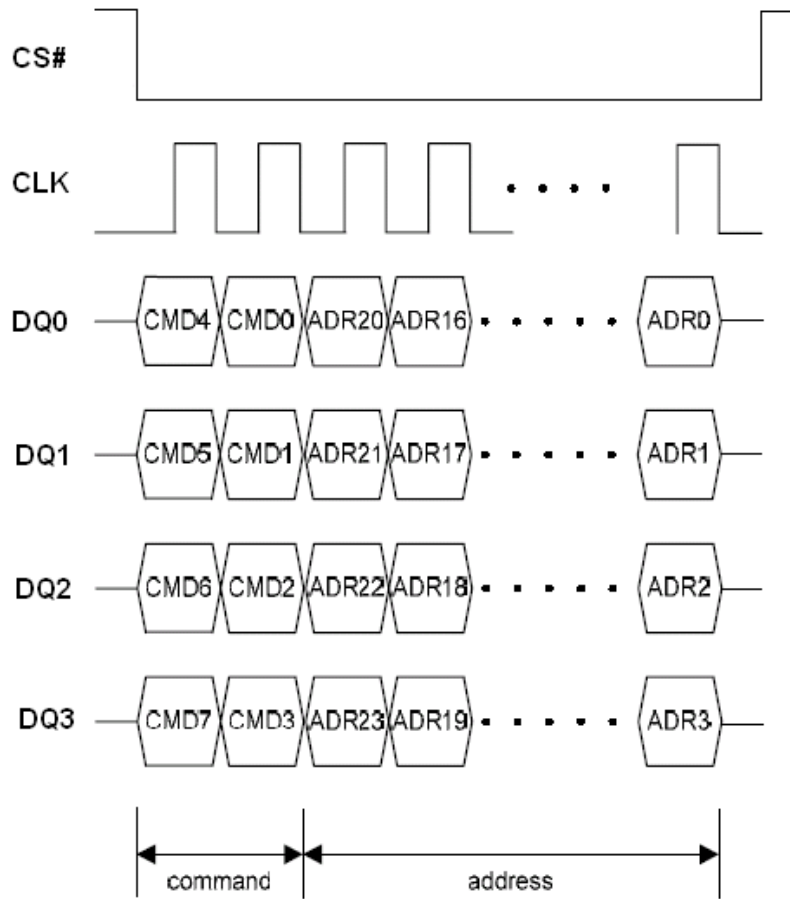 CS#
CLK
DQ0 CMD4 CMD0 ADR20 ADR16 ADR0
DQ1 CMD5 CMD1 ADR21 ADR17 ADR1
DQ2 CMD6 CMD2 ADR22 ADR18 ADR2
DQ3 CMD7 CMD3 ADR23 ADR19 ADR3
command address